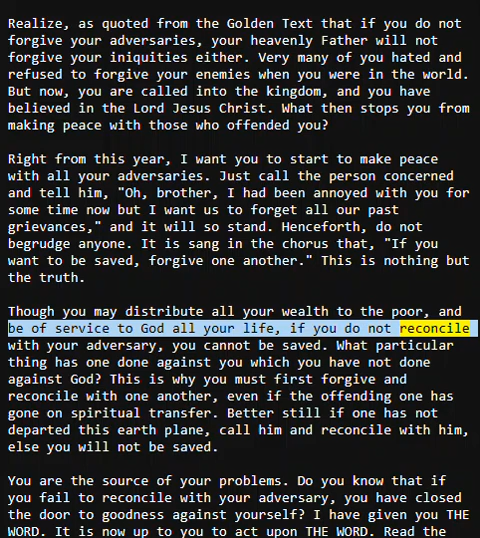 Realize, as quoted from the Golden Text that if you do not
forgive your adversaries, your heavenly Father will not
forgive your iniquities either. Very many of you hated and
refused to forgive your enemies when you were in the world.
But now, you are called into the kingdom, and you have
believed in the Lord Jesus Christ. What then stops you from
making peace with those who offended you?
Right from this year, I want you to start to make peace
with all your adversaries. Just call the person concerned
and tell him, "Oh, brother, I had been annoyed with you for
some time now but I want us to forget all our past
grievances," and it will so stand. Henceforth, do not
begrudge anyone. It is sang in the chorus that, "If you
want to be saved, forgive one another." This is nothing but
the truth.
Though you may distribute all your wealth to the poor, and
be of service to God all your life, if you do not reconcile
with your adversary, you cannot be saved. What particular
thing has one done against you which you have not done
against God? This is why you must first forgive and
reconcile with one another, even if the offending one has
gone on spiritual transfer. Better still if one has not
departed this earth plane, call him and reconcile with him,
else you will not be saved.
You are the source of your problems. Do you know that if
you fail to reconcile with your adversary, you have closed
the door to goodness against yourself? I have given you THE
WORD. It is now up to you to act upon THE WORD. Read the